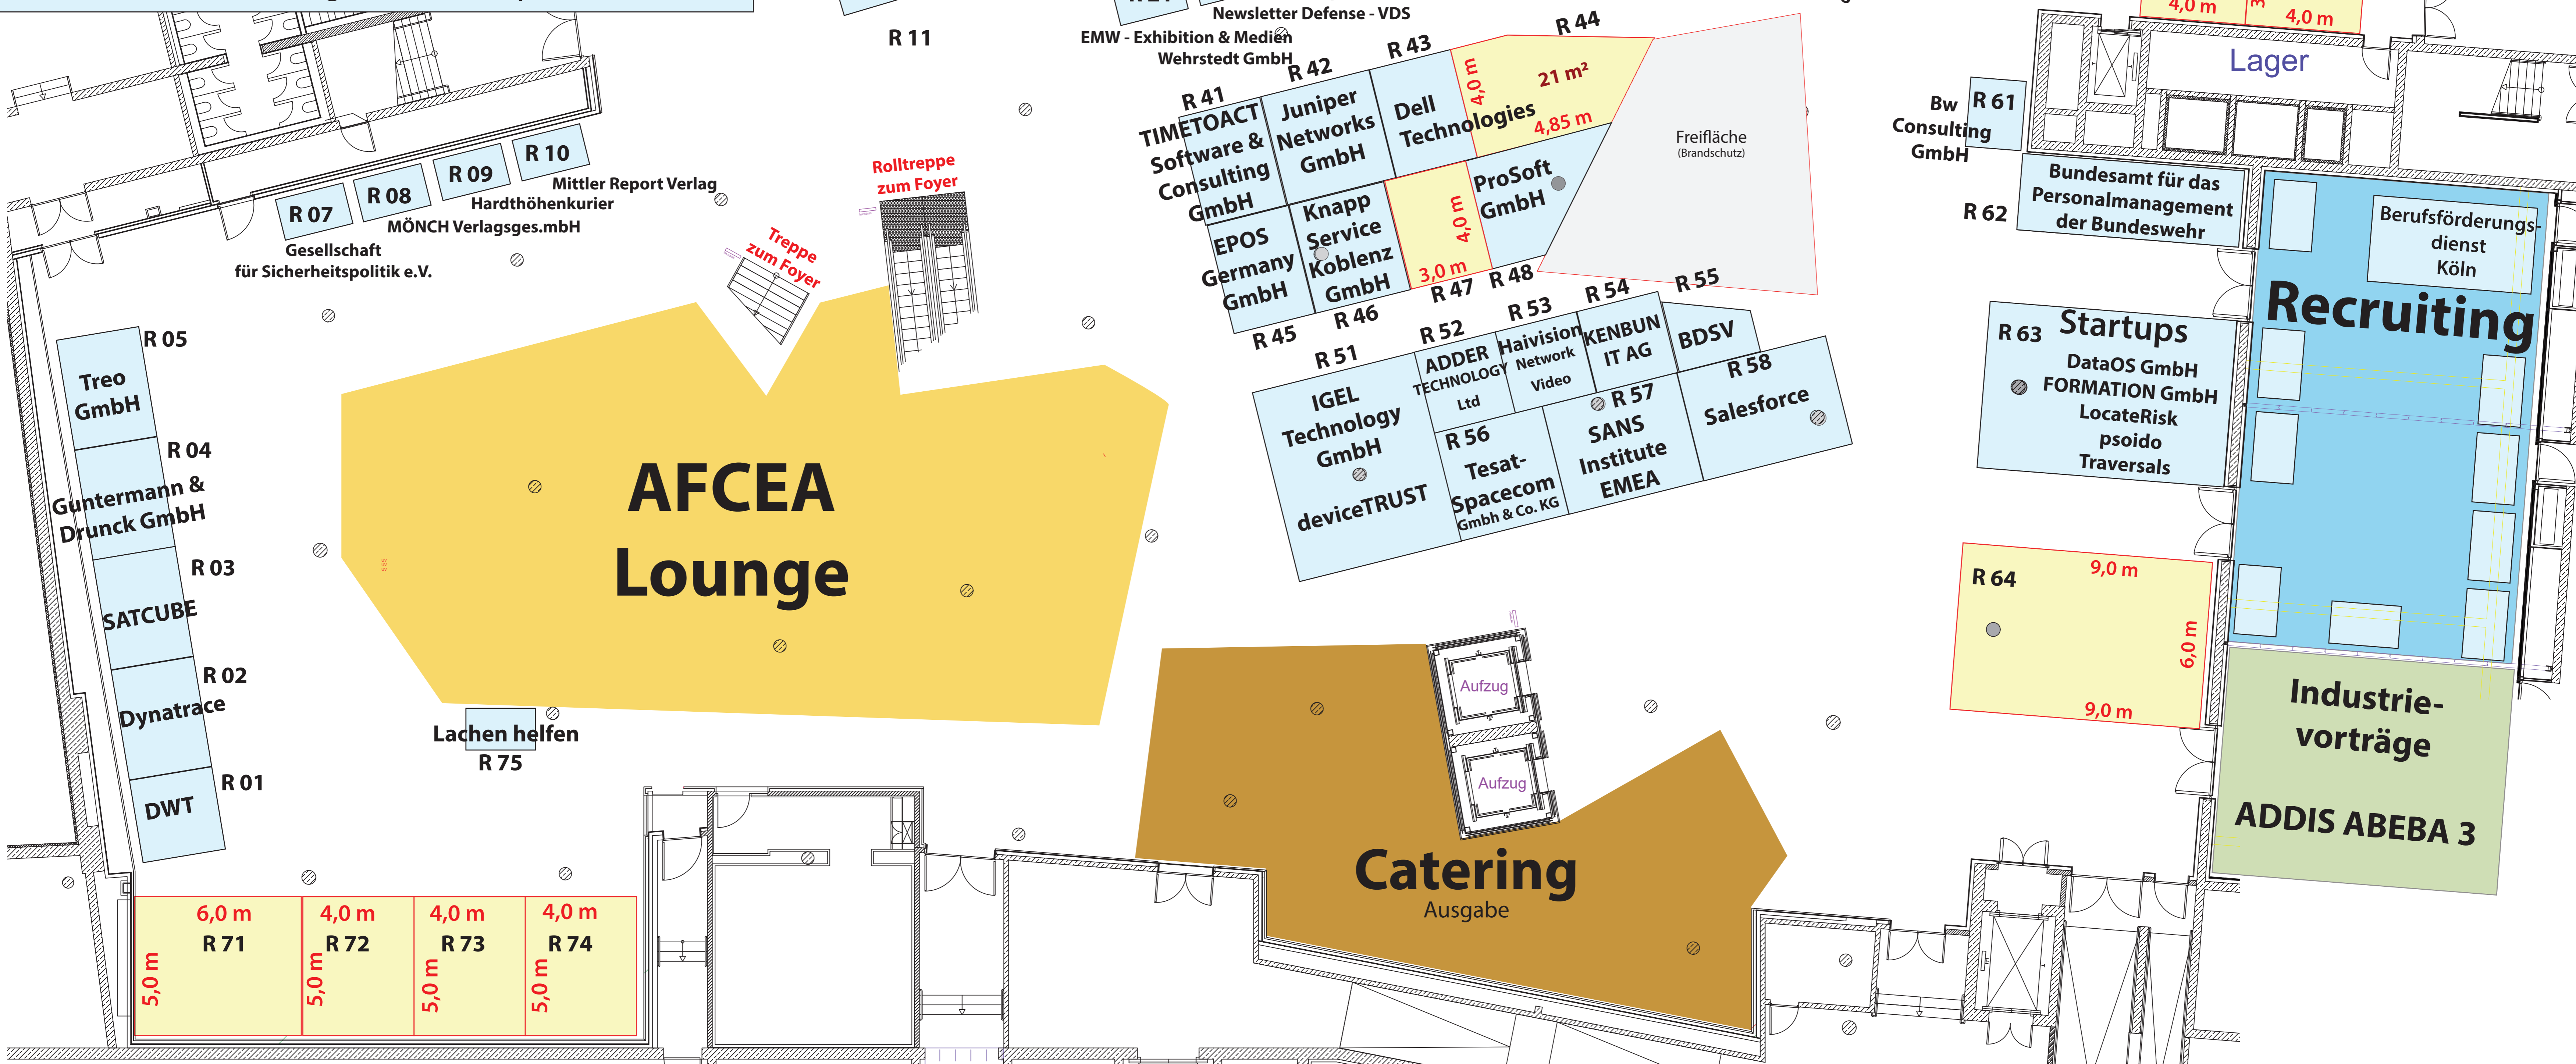 R 11
Newsletter Defense - VDS
EMW - Exhibition & Medien
Wehrstedt GmbH
R 07
R 08
R 09
R 10
Mittler Report Verlag
Hardthöhenkurier
MÖNCH Verlagsges.mbH
Gesellschaft
für Sicherheitspolitik e.V.
Rolltreppe
zum Foyer
Treppe
zum Foyer
R 41
TIMETOACT
Software &
Consulting
GmbH
R 42
Juniper
Networks
GmbH
R 43
Dell
Technologies
R 44
4,0 m
21 m²
4,85 m
Freifläche
(Brandschutz)
EPOS
Germany
GmbH
R 45
Knapp
Service
Koblenz
GmbH
R 46
4,0 m
3,0 m
R 47
ProSoft
GmbH
R 48
R 51
IGEL
Technology
GmbH
deviceTRUST
R 52
ADDER
TECHNOLOGY
Ltd
R 53
Haivision
Network
Video
R 54
KENBUN
IT AG
R 55
BDSV
R 56
Tesat-
Spacecom
Gmbh & Co. KG
R 57
SANS
Institute
EMEA
R 58
Salesforce
4,0 m
4,0 m
Lager
R 61
Bw
Consulting
GmbH
R 62
Bundesamt für das
Personalmanagement
der Bundeswehr
Berufsförderungs-
dienst
Köln
Recruiting
R 63
Startups
DataOS GmbH
FORMATION GmbH
LocateRisk
psoido
Traversals
R 64
9,0 m
6,0 m
9,0 m
Industrie-
vorträge
ADDIS ABEBA 3
R 05
Treo
GmbH
R 04
Guntermann &
Drunck GmbH
R 03
SATCUBE
R 02
Dynatrace
R 01
DWT
AFCEA
Lounge
Lachen helfen
R 75
Aufzug
Aufzug
Catering
Ausgabe
6,0 m
R 71
5,0 m
4,0 m
R 72
5,0 m
4,0 m
R 73
5,0 m
4,0 m
R 74
5,0 m